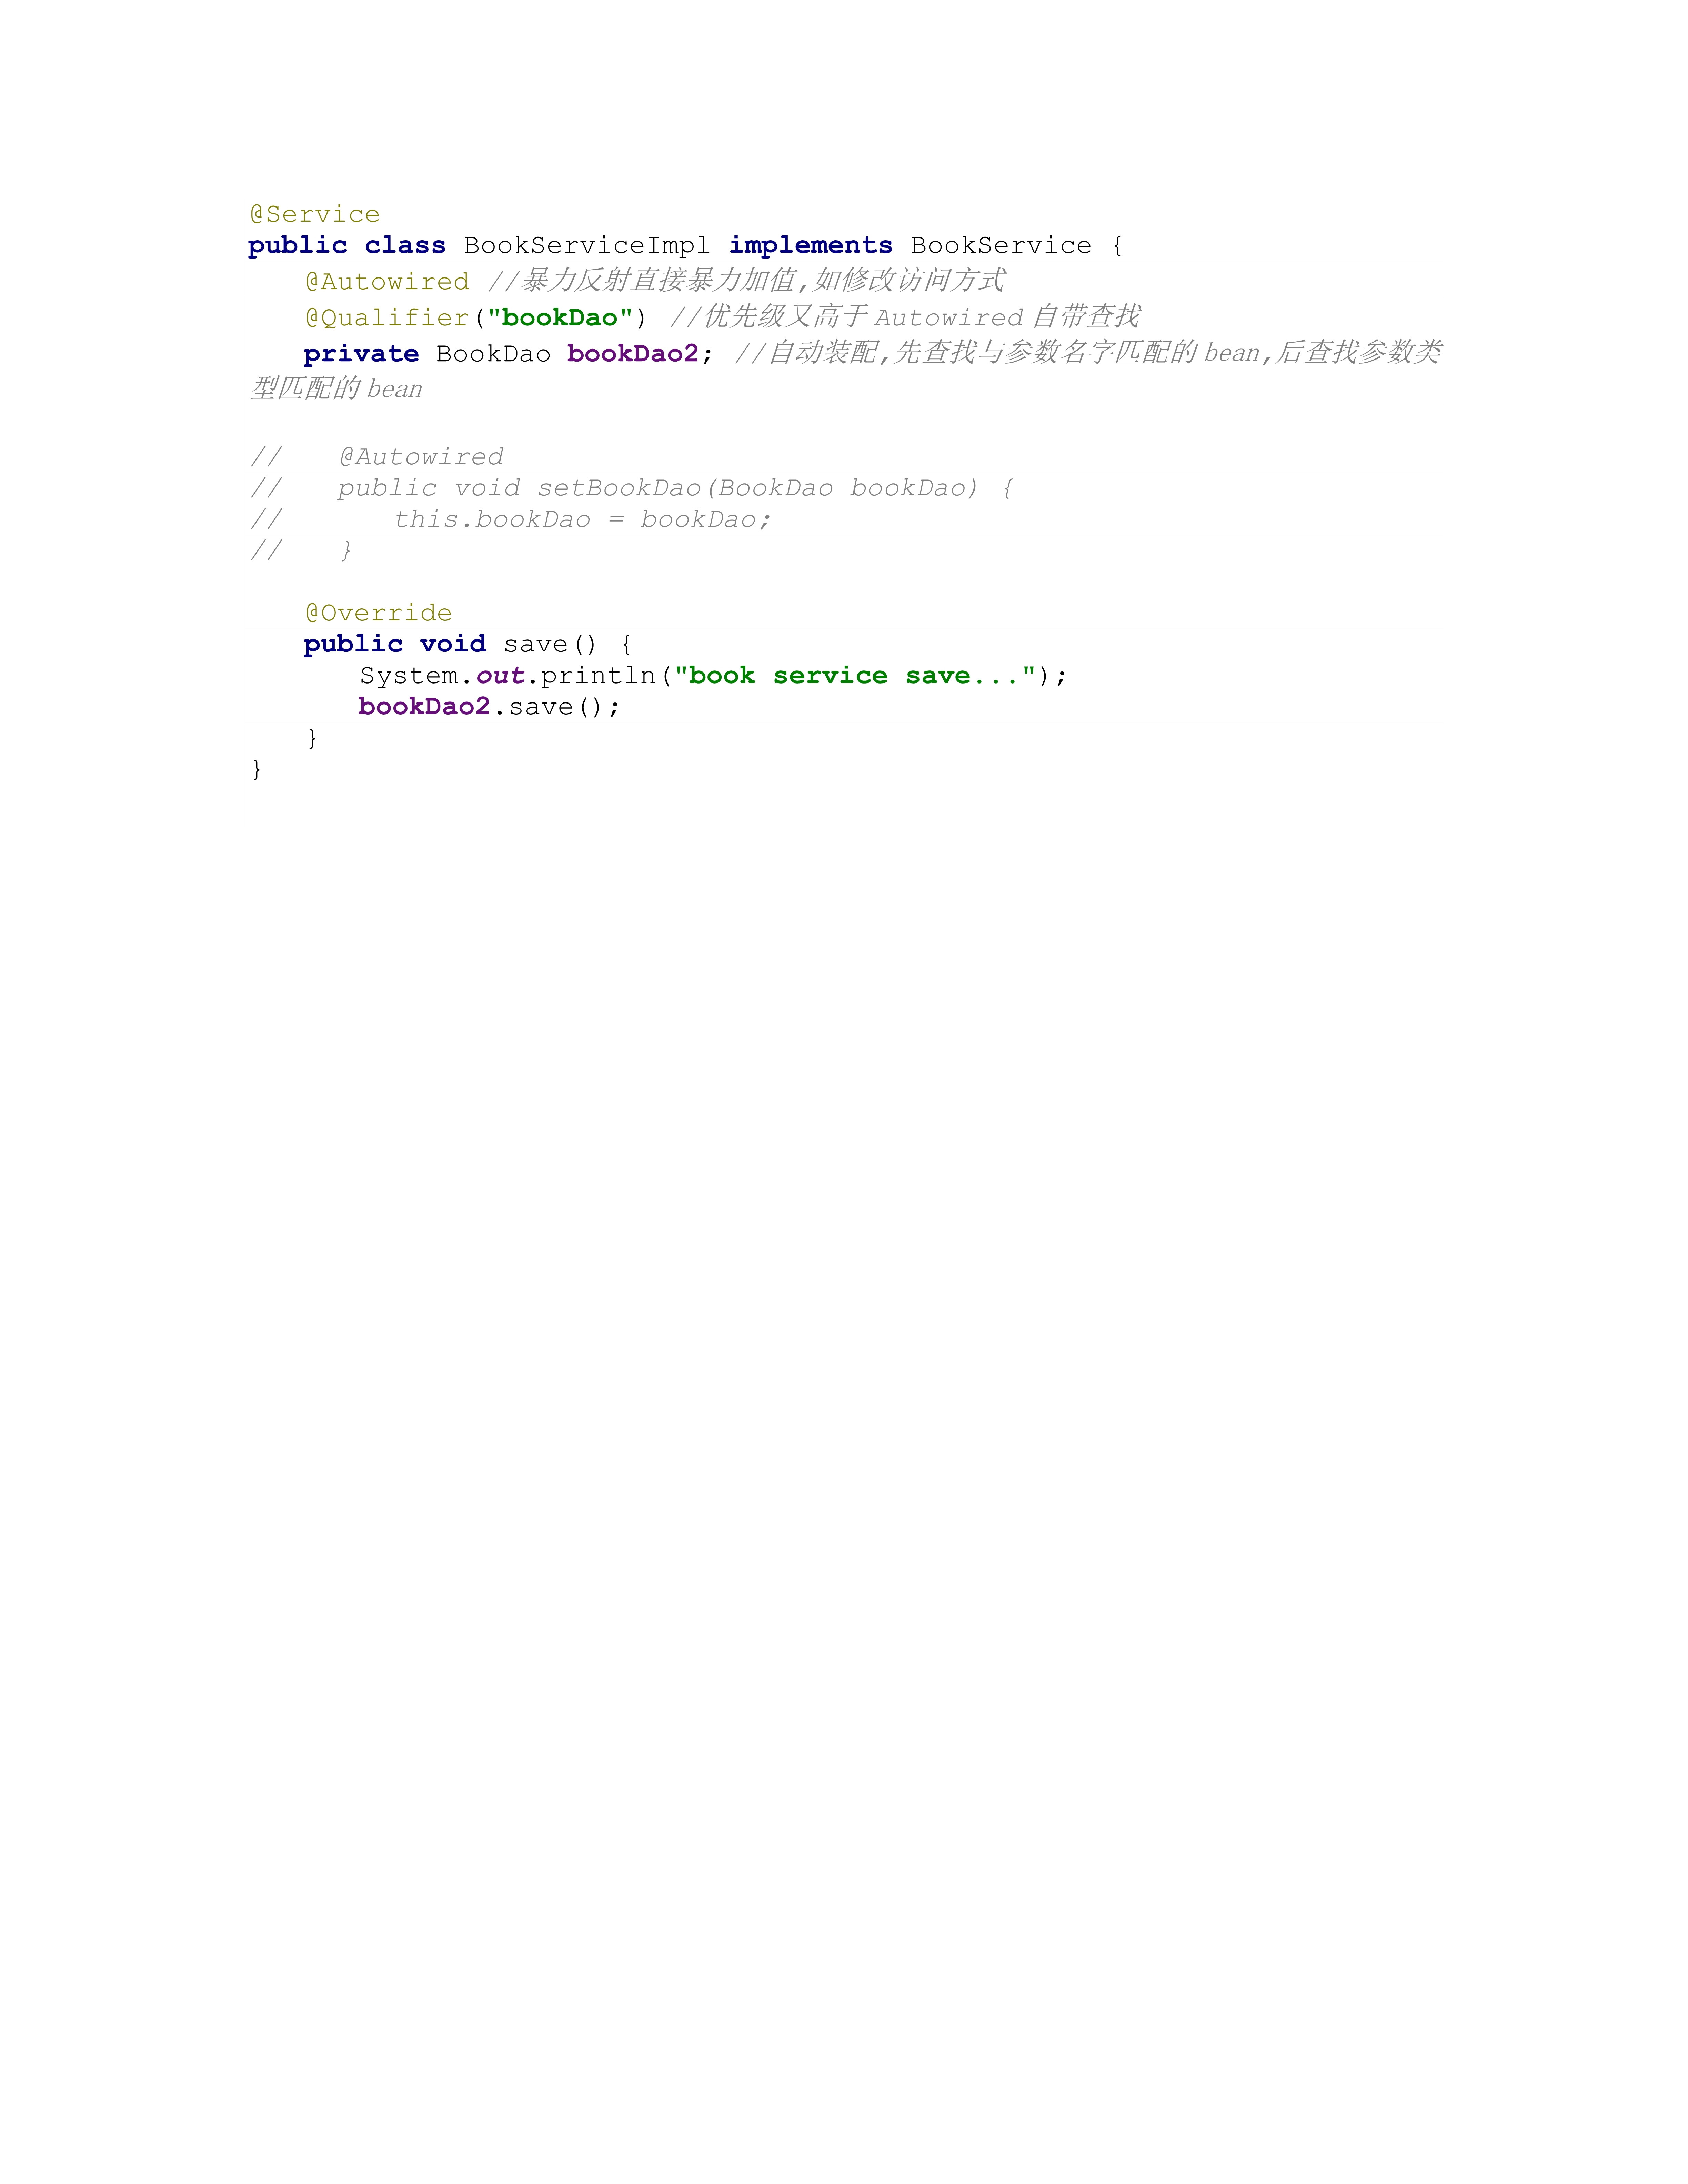 @Service
public class BookServiceImpl implements BookService {
    @Autowired //暴力反射直接暴力加值,如修改访问方式
    @Qualifier("bookDao") //优先级又高于 Autowired 自带查找
    private BookDao bookDao2; //自动装配,先查找与参数名字匹配的 bean,后查找参数类
型匹配的 bean
//    @Autowired
//    public void setBookDao(BookDao bookDao) {
//        this.bookDao = bookDao;
//    }
    @Override
    public void save() {
        System.out.println("book service save...");
        bookDao2.save();
    }
}